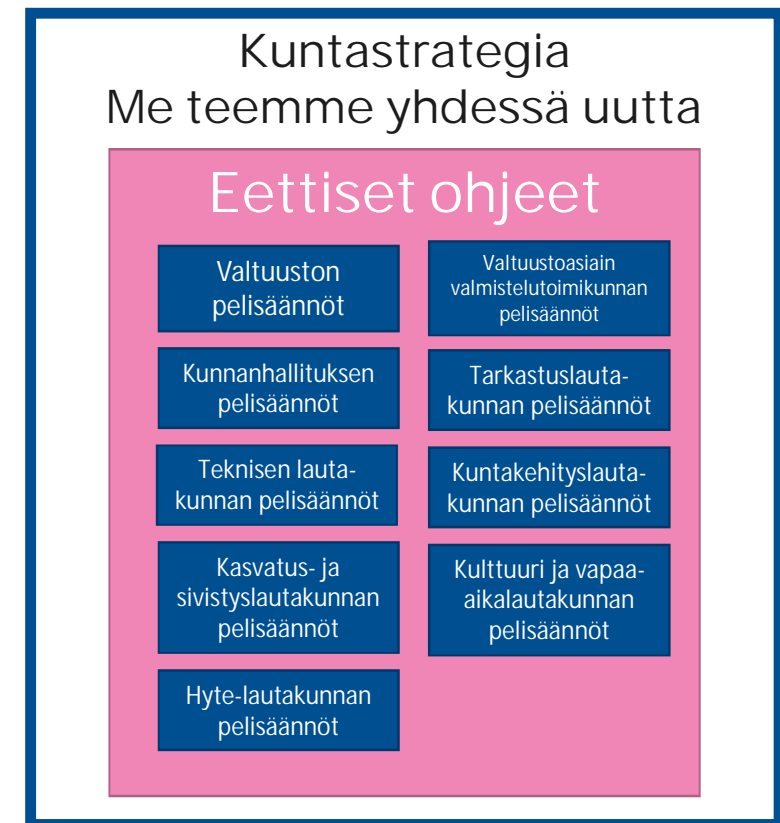 Kuntastrategia
Me teemme yhdessä uutta
Eettiset ohjeet
Valtuuston
pelisäännöt
Valtuustoasiain
valmistelutoimikunnan
pelisäännöt
Kunnanhallituksen
pelisäännöt
Tarkastuslauta-
kunnan pelisäännöt
Teknisen lauta-
kunnan pelisäännöt
Kuntakehityslauta-
kunnan pelisäännöt
Kasvatus- ja
sivistyslautakunnan
pelisäännöt
Kulttuuri ja vapaa-
aikalautakunnan
pelisäännöt
Hyte-lautakunnan
pelisäännöt